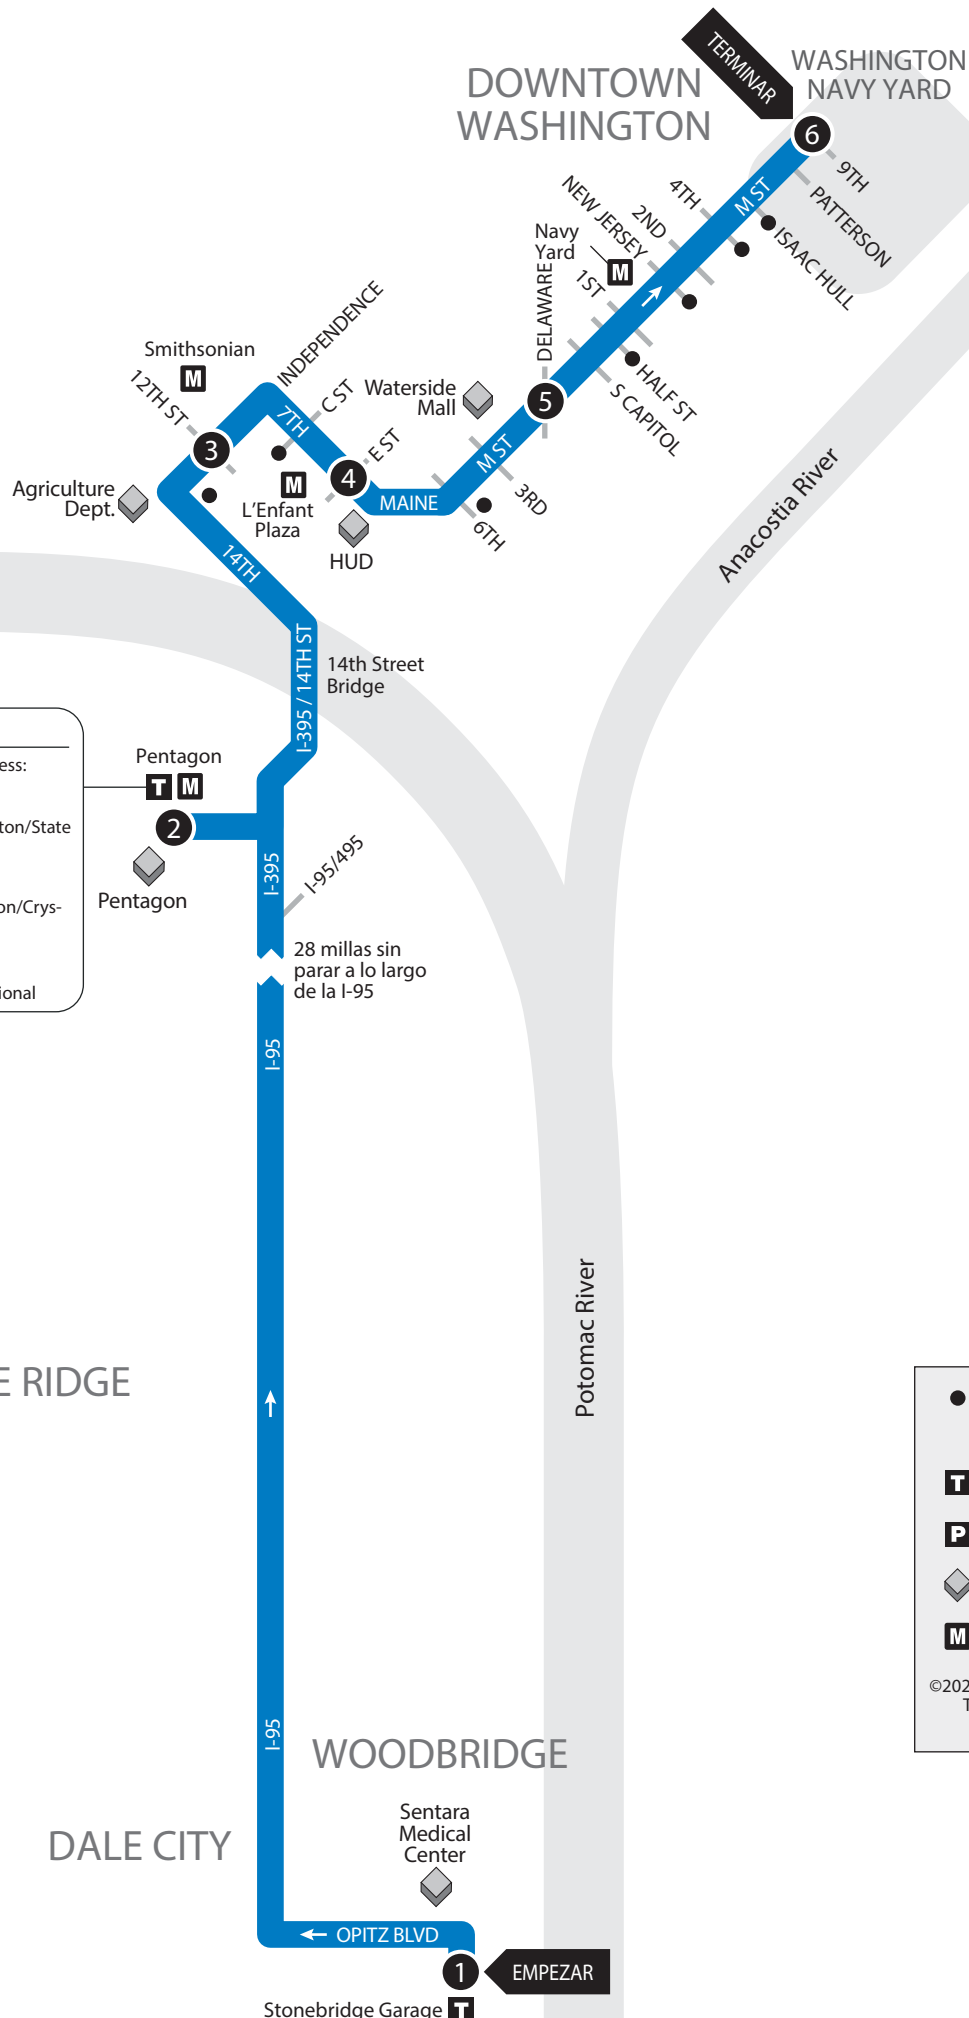 TERMINAR
WASHINGTON
NAVY YARD
DOWNTOWN
WASHINGTON
6
9TH
PATTERSON
ISAAC HULL
M ST
4TH
2ND
NEW JERSEY
Navy
Yard
M
1ST
DELAWARE
HALF ST
S CAPITOL
5
Waterside
Mall
M ST
3RD
6TH
INDEPENDENCE
Smithsonian
M
12TH ST
3
7TH
C ST
E ST
4
M
L'Enfant
Plaza
MAINE
HUD
Agriculture
Dept.
14TH
Anacostia River
I-395 / 14TH ST
14th Street
Bridge
ess:
ton/State
on/Crys-
ional
Pentagon
T M
2
Pentagon
I-395
I-95/495
28 millas sin
parar a lo largo
de la I-95
I-95
Potomac River
E RIDGE
T
P
M
©202
T
I-95
WOODBRIDGE
DALE CITY
Sentara
Medical
Center
OPITZ BLVD
1
EMPEZAR
Stonebridge Garage T